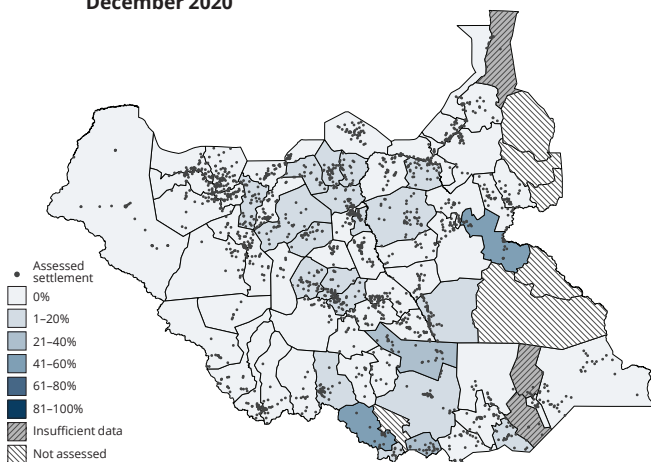 December 2020
Assessed
settlement
0%
1–20%
21–40%
41–60%
61–80%
81–100%
Insufficient data
Not assessed